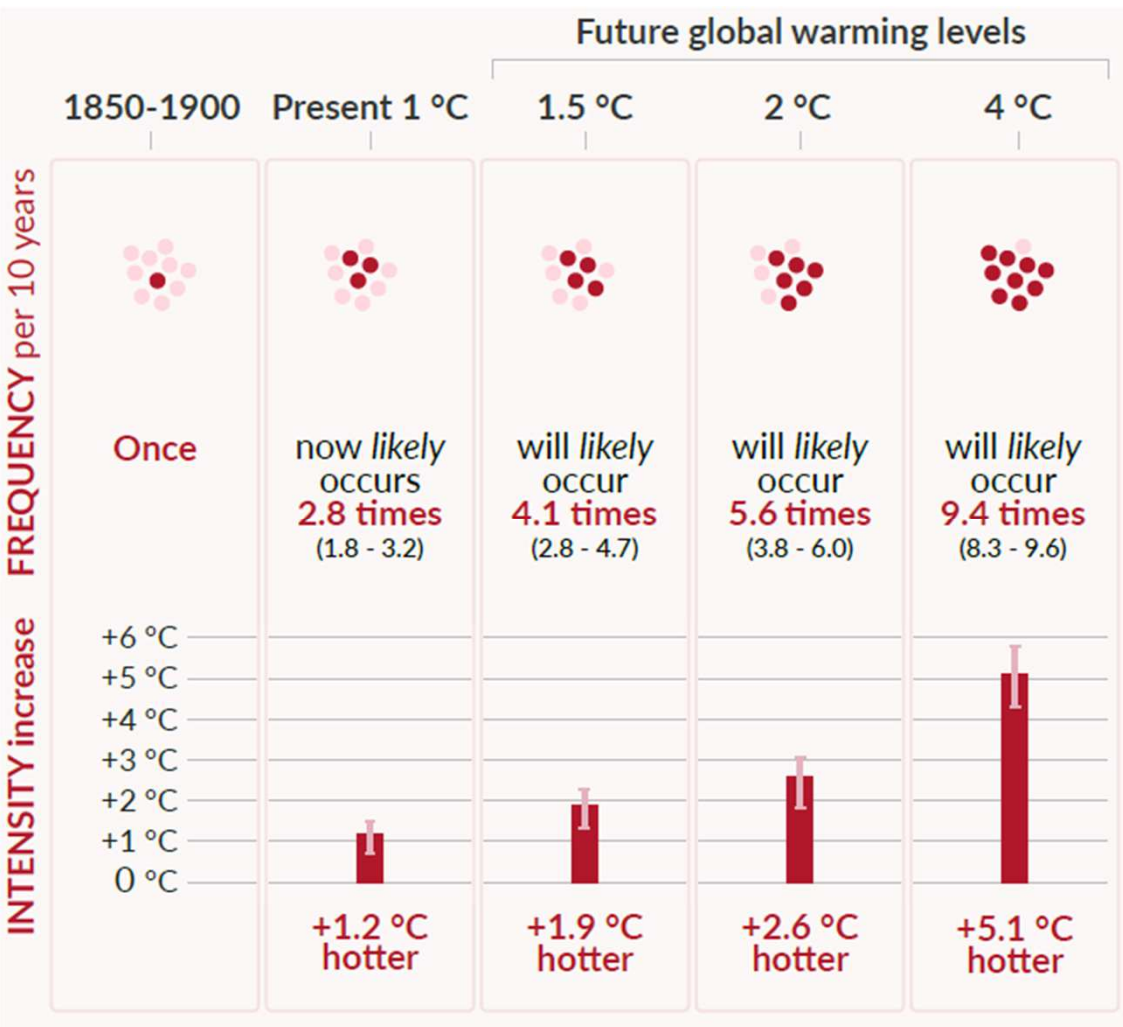 Future global warming levels
1850-1900
Present 1 °C
1.5 °C
2 °C
4 °C
FREQUENCY per 10 years
Once
now likely
occurs
2.8 times
(1.8 - 3.2)
will likely
occur
4.1 times
(2.8 - 4.7)
will likely
occur
5.6 times
(3.8 - 6.0)
will likely
occur
9.4 times
(8.3 - 9.6)
INTENSITY increase
+6 °C
+5 °C
+4 °C
+3 °C
+2 °C
+1 °C
0 °C
+1.2 °C
hotter
+1.9 °C
hotter
+2.6 °C
hotter
+5.1 °C
hotter